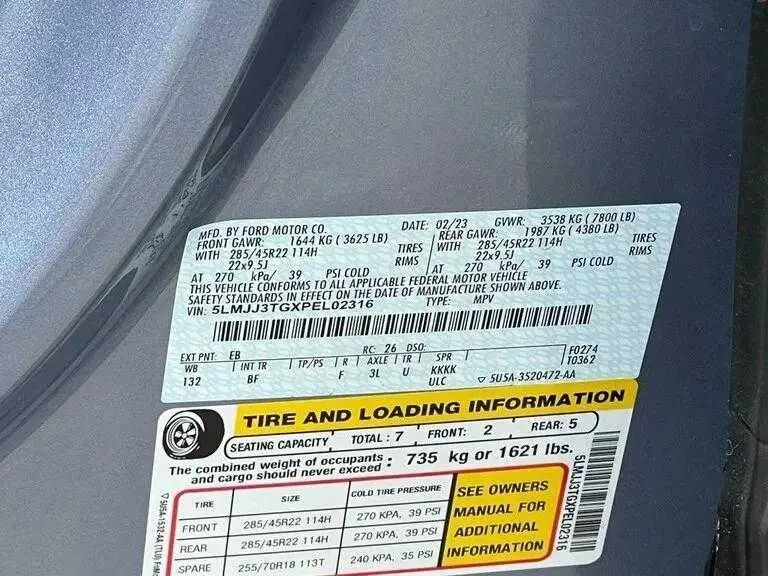 MFD. BY FORD MOTOR CO. DATE: 02/23 GVWR: 3538 KG ( 7800 LB)
FRONT GAWR: 1644 KG ( 3625 LB) REAR GAWR: 1987 KG ( 4380 LB)
WITH 285/45R22 114H TIRES WITH 285/45R22 114H TIRES
22x9.5J RIMS 22x9.5J RIMS
AT 270 kPa/ 39 PSI COLD AT 270 kPa/ 39 PSI COLD
THIS VEHICLE CONFORMS TO ALL APPLICABLE FEDERAL MOTOR VEHICLE
SAFETY STANDARDS IN EFFECT ON THE DATE OF MANUFACTURE SHOWN ABOVE.
VIN: 5LMJJ3TGXPEL02316 TYPE: MPV
EXT PNT: EB RC: 26 DSO: F0274
WB INT TR TP/PS R AXLE TR SPR T0362
132 BF F 3L U KKKK
ULC ▽ 5U5A-3520472-AA
TIRE AND LOADING INFORMATION
SEATING CAPACITY TOTAL : 7 FRONT: 2 REAR: 5
The combined weight of occupants and cargo should never exceed : 735 kg or 1621 lbs.
TIRE SIZE COLD TIRE PRESSURE
FRONT 285/45R22 114H 270 KPA, 39 PSI
REAR 285/45R22 114H 270 KPA, 39 PSI
SPARE 255/70R18 113T 240 KPA, 35 PSI
SEE OWNERS
MANUAL FOR
ADDITIONAL
INFORMATION
5LMJJ3TGXPEL02316